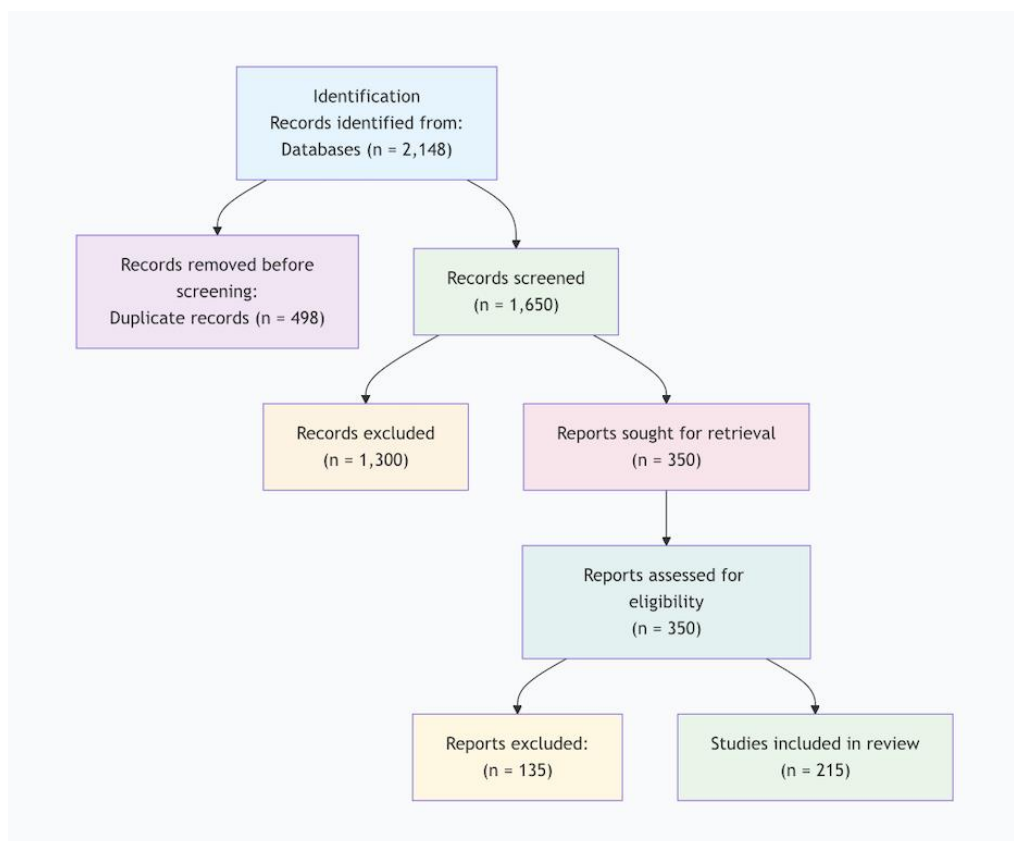 Identification
Records identified from:
Databases (n = 2,148)
Records removed before
screening:
Duplicate records (n = 498)
Records screened
(n = 1,650)
Records excluded
(n = 1,300)
Reports sought for retrieval
(n = 350)
Reports assessed for
eligibility
(n = 350)
Reports excluded:
(n = 135)
Studies included in review
(n = 215)